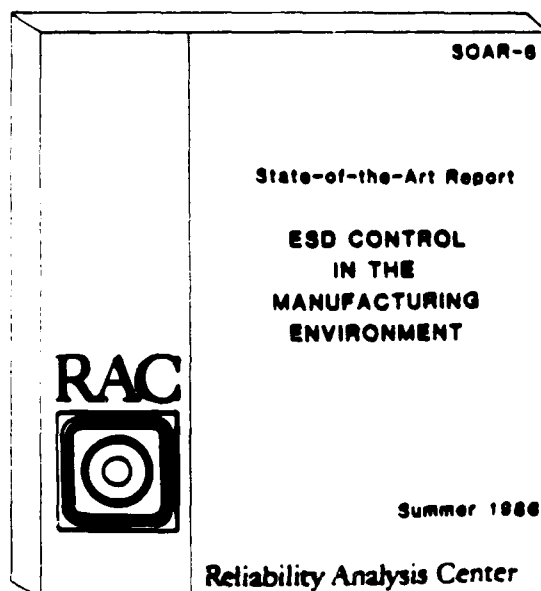 SOAR-6
State-of-the-Art Report
ESD CONTROL
IN THE
MANUFACTURING
ENVIRONMENT
RAC
Summer 1986
Reliability Analysis Center